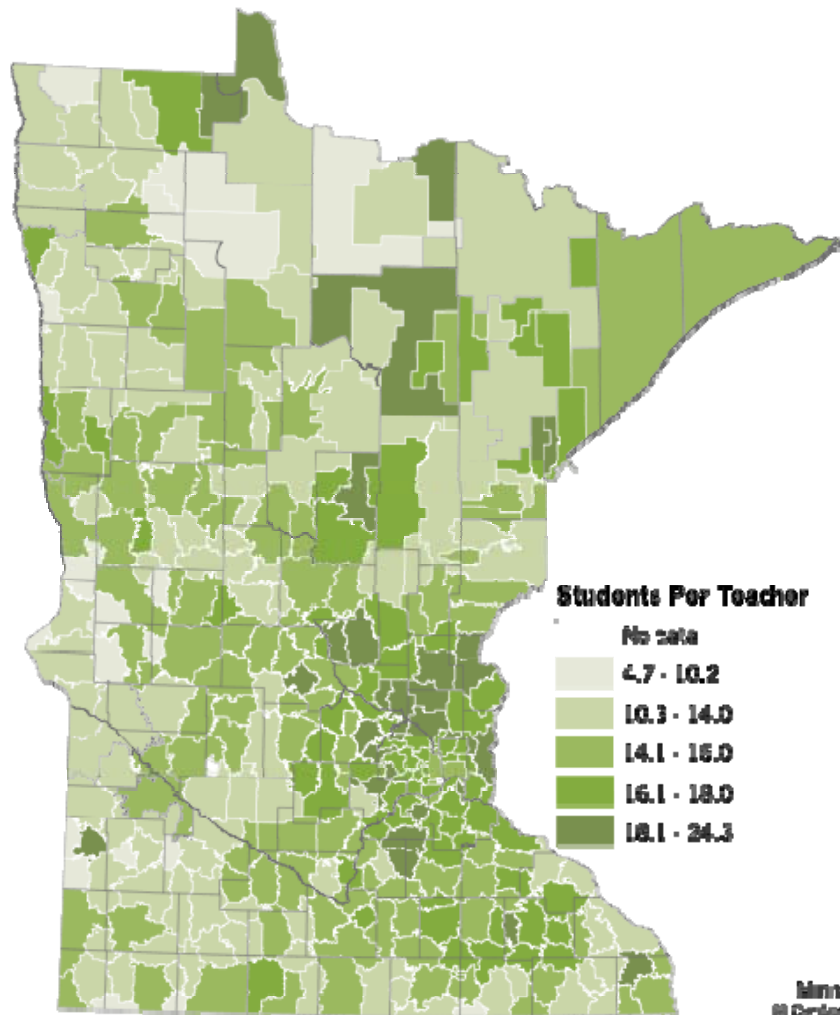 Students Per Teacher
No data
4.7 - 10.2
10.3 - 14.0
14.1 - 16.0
16.1 - 18.0
18.1 - 24.3